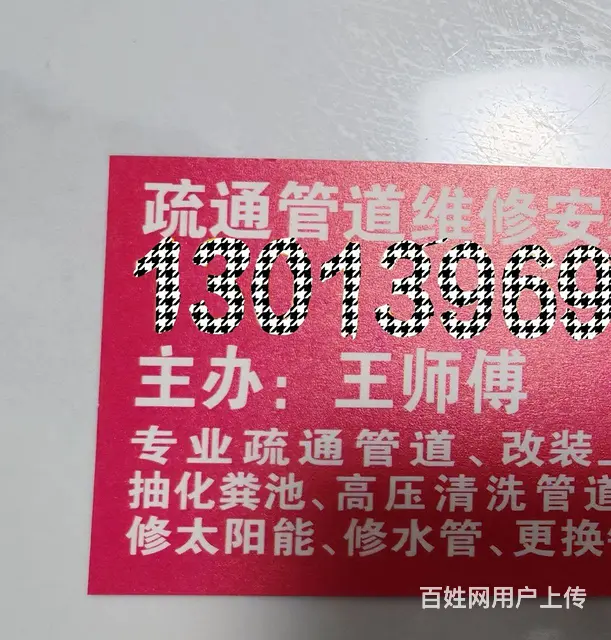 疏通管道维修安
13013969
主办：王师傅
专业疏通管道、改装
抽化粪池、高压清洗管道
修太阳能、修水管、更换
百姓网用户上传